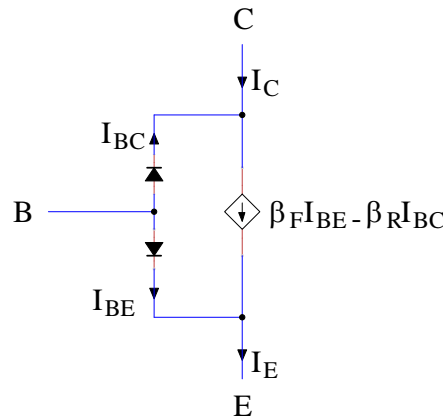 C
I_C
I_BC
B
β_F I_BE - β_R I_BC
I_BE
I_E
E